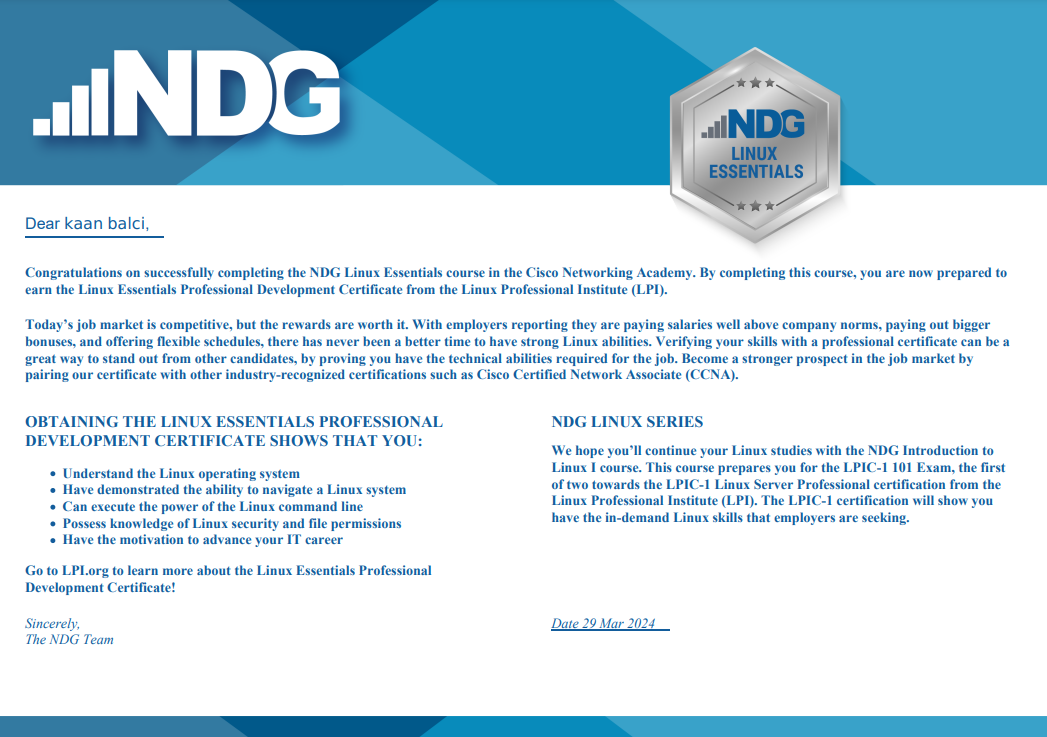 NDG
NDG
LINUX
ESSENTIALS
Dear kaan balci,
Congratulations on successfully completing the NDG Linux Essentials course in the Cisco Networking Academy. By completing this course, you are now prepared to
earn the Linux Essentials Professional Development Certificate from the Linux Professional Institute (LPI).
Today’s job market is competitive, but the rewards are worth it. With employers reporting they are paying salaries well above company norms, paying out bigger
bonuses, and offering flexible schedules, there has never been a better time to have strong Linux abilities. Verifying your skills with a professional certificate can be a
great way to stand out from other candidates, by proving you have the technical abilities required for the job. Become a stronger prospect in the job market by
pairing our certificate with other industry-recognized certifications such as Cisco Certified Network Associate (CCNA).
OBTAINING THE LINUX ESSENTIALS PROFESSIONAL
DEVELOPMENT CERTIFICATE SHOWS THAT YOU:
• Understand the Linux operating system
• Have demonstrated the ability to navigate a Linux system
• Can execute the power of the Linux command line
• Possess knowledge of Linux security and file permissions
• Have the motivation to advance your IT career
Go to LPI.org to learn more about the Linux Essentials Professional
Development Certificate!
Sincerely,
The NDG Team
NDG LINUX SERIES
We hope you’ll continue your Linux studies with the NDG Introduction to
Linux I course. This course prepares you for the LPIC-1 101 Exam, the first
of two towards the LPIC-1 Linux Server Professional certification from the
Linux Professional Institute (LPI). The LPIC-1 certification will show you
have the in-demand Linux skills that employers are seeking.
Date 29 Mar 2024